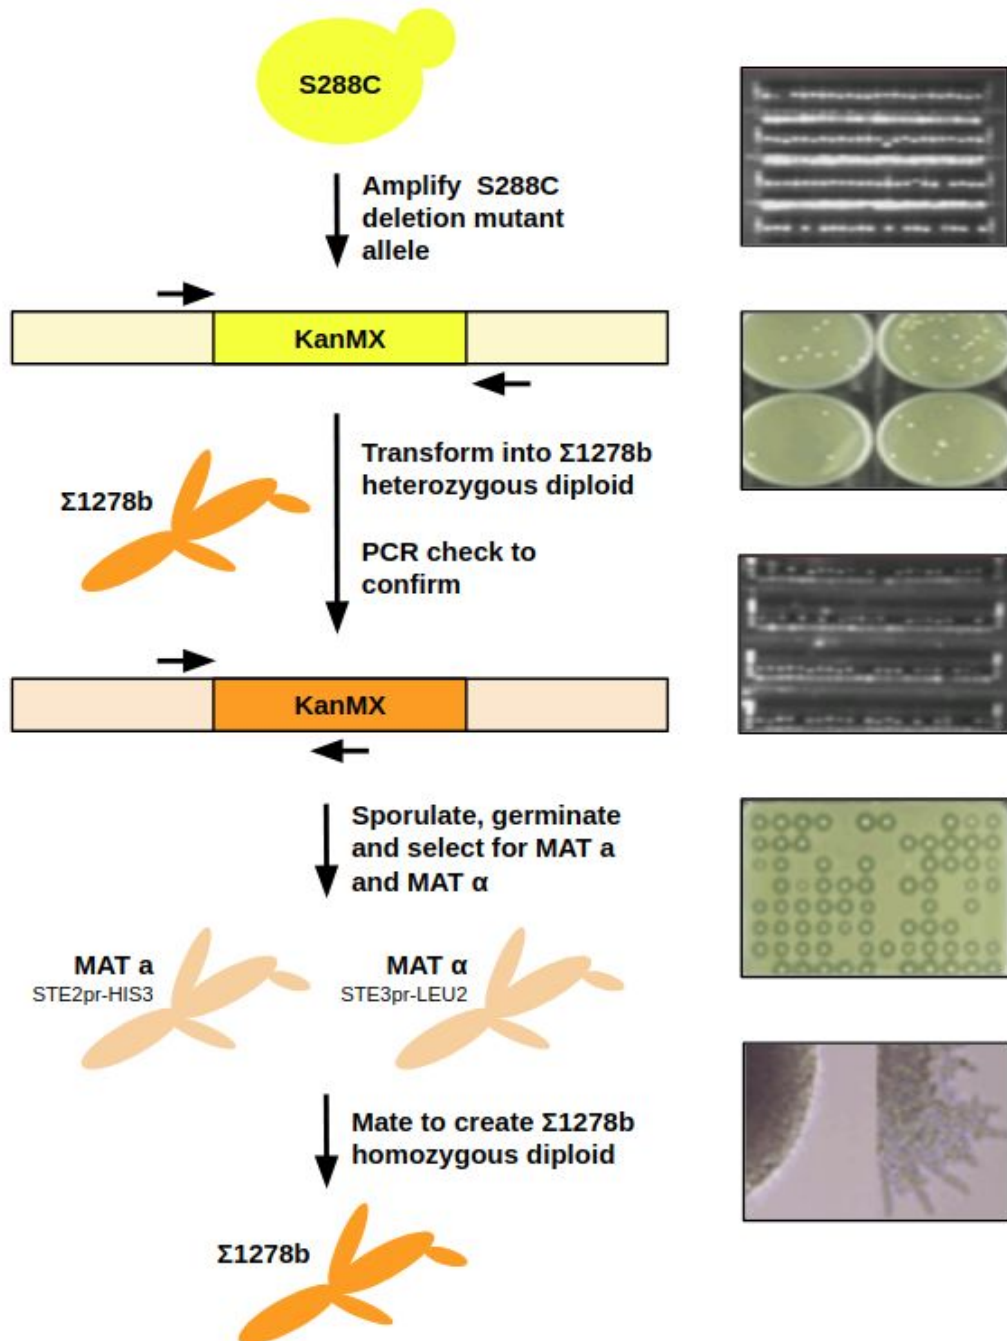 S288C
Amplify S288C
deletion mutant
allele
KanMX
Transform into Σ1278b
heterozygous diploid
Σ1278b
PCR check to
confirm
KanMX
Sporulate, germinate
and select for MAT a
and MAT α
MAT a
STE2pr-HIS3
MAT α
STE3pr-LEU2
Mate to create Σ1278b
homozygous diploid
Σ1278b